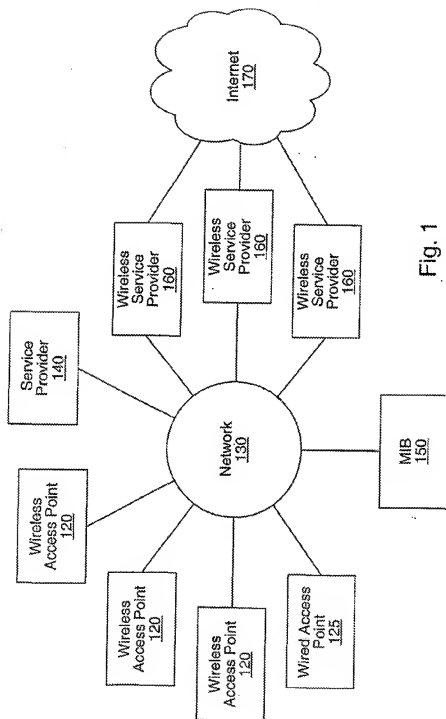 Service
Provider
140
Wireless
Access Point
120
Wireless
Access Point
120
Wireless
Access Point
120
Wired Access
Point
125
Network
130
MIB
150
Wireless
Service
Provider
160
Wireless
Service
Provider
160
Wireless
Service
Provider
160
Internet
170
Fig. 1